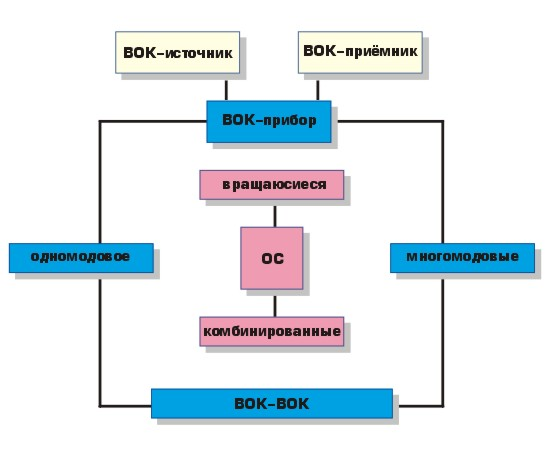 ВОК-источник
ВОК-приёмник
ВОК-прибор
вращаюсиеся
одномодовое
ОС
многомодовые
комбинированные
ВОК-ВОК